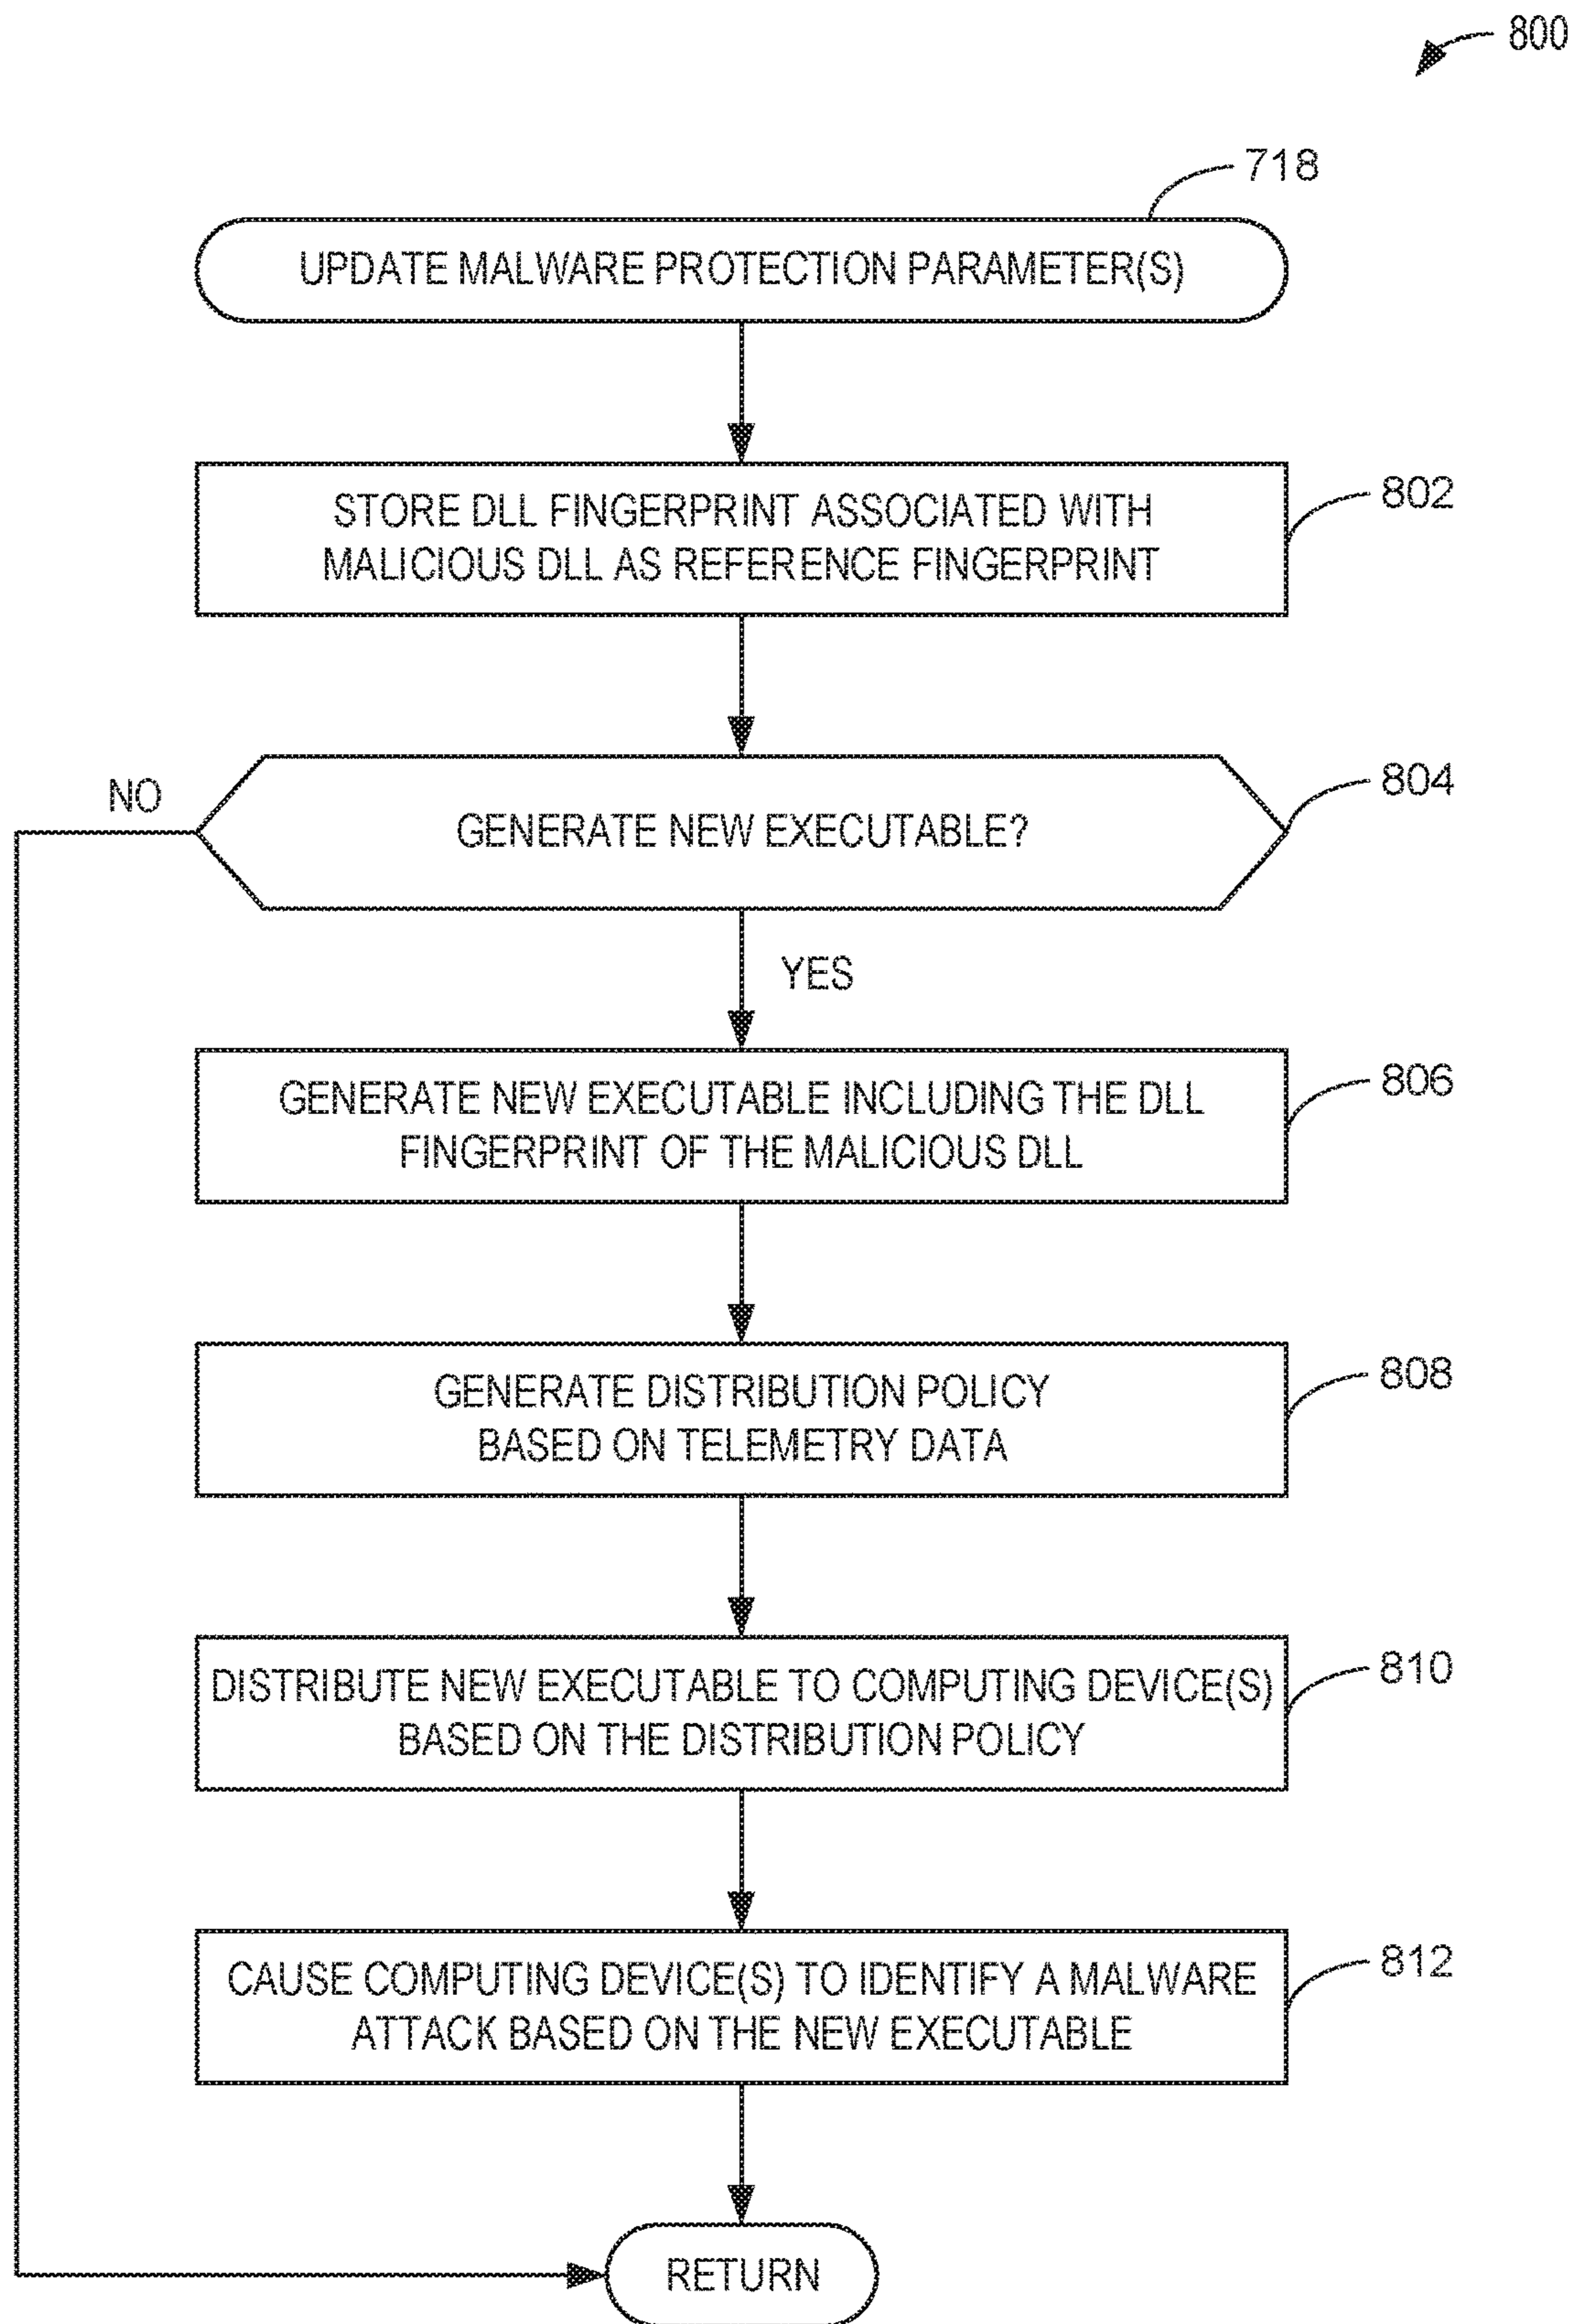 800
718
UPDATE MALWARE PROTECTION PARAMETER(S)
STORE DLL FINGERPRINT ASSOCIATED WITH
MALICIOUS DLL AS REFERENCE FINGERPRINT
802
NO
GENERATE NEW EXECUTABLE?
804
YES
GENERATE NEW EXECUTABLE INCLUDING THE DLL
FINGERPRINT OF THE MALICIOUS DLL
806
GENERATE DISTRIBUTION POLICY
BASED ON TELEMETRY DATA
808
DISTRIBUTE NEW EXECUTABLE TO COMPUTING DEVICE(S)
BASED ON THE DISTRIBUTION POLICY
810
CAUSE COMPUTING DEVICE(S) TO IDENTIFY A MALWARE
ATTACK BASED ON THE NEW EXECUTABLE
812
RETURN